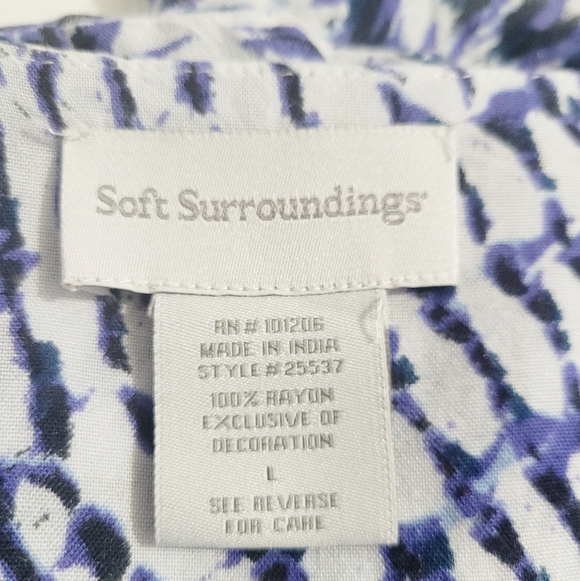 Soft Surroundings
RN # 101206
MADE IN INDIA
STYLE # 25537
100% RAYON
EXCLUSIVE OF
DECORATION
L
SEE REVERSE
FOR CARE